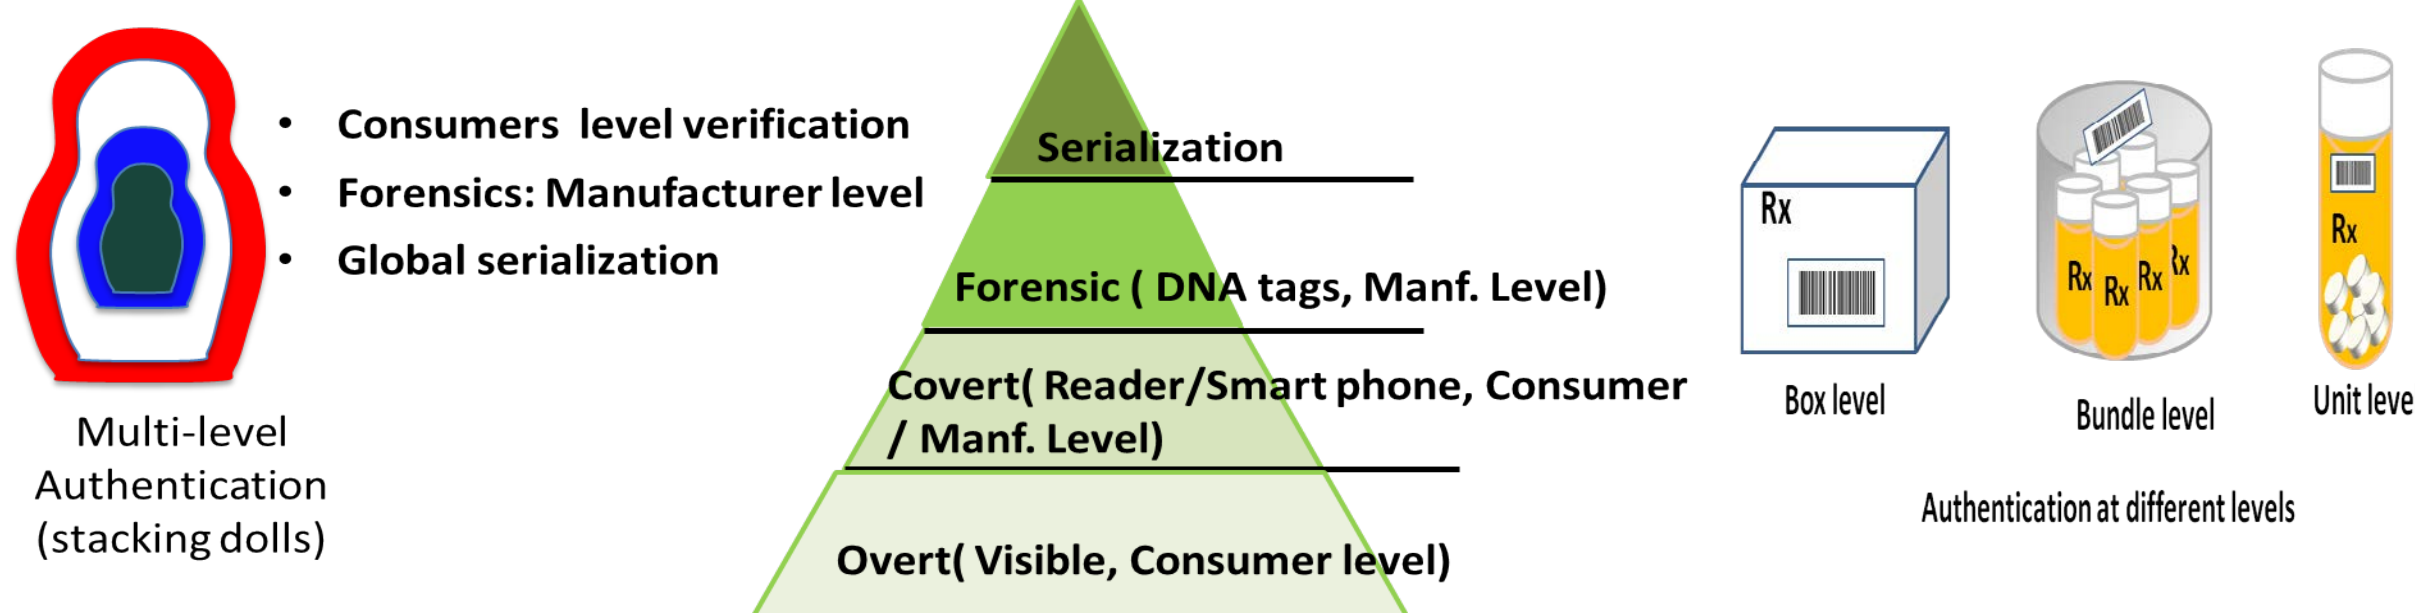 • Consumers level verification
• Forensics: Manufacturer level
• Global serialization
Multi-level
Authentication
(stacking dolls)
Serialization
Forensic ( DNA tags, Manf. Level)
Covert( Reader/Smart phone, Consumer
/ Manf. Level)
Overt( Visible, Consumer level)
Rx
Box level
Rx
Rx
Rx
Rx
Bundle level
Rx
Unit leve
Authentication at different levels